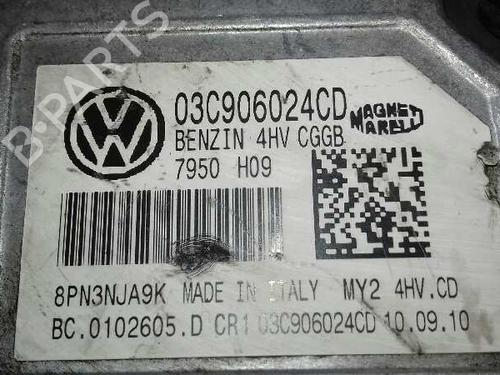 03C906024CD MAGNETI MARELLI
BENZIN 4HV CGGB
7950 H09
8PN3NJA9K MADE IN ITALY MY2 4HV.CD
BC.0102605.D CR1 03C906024CD 10.09.10
B-PARTS